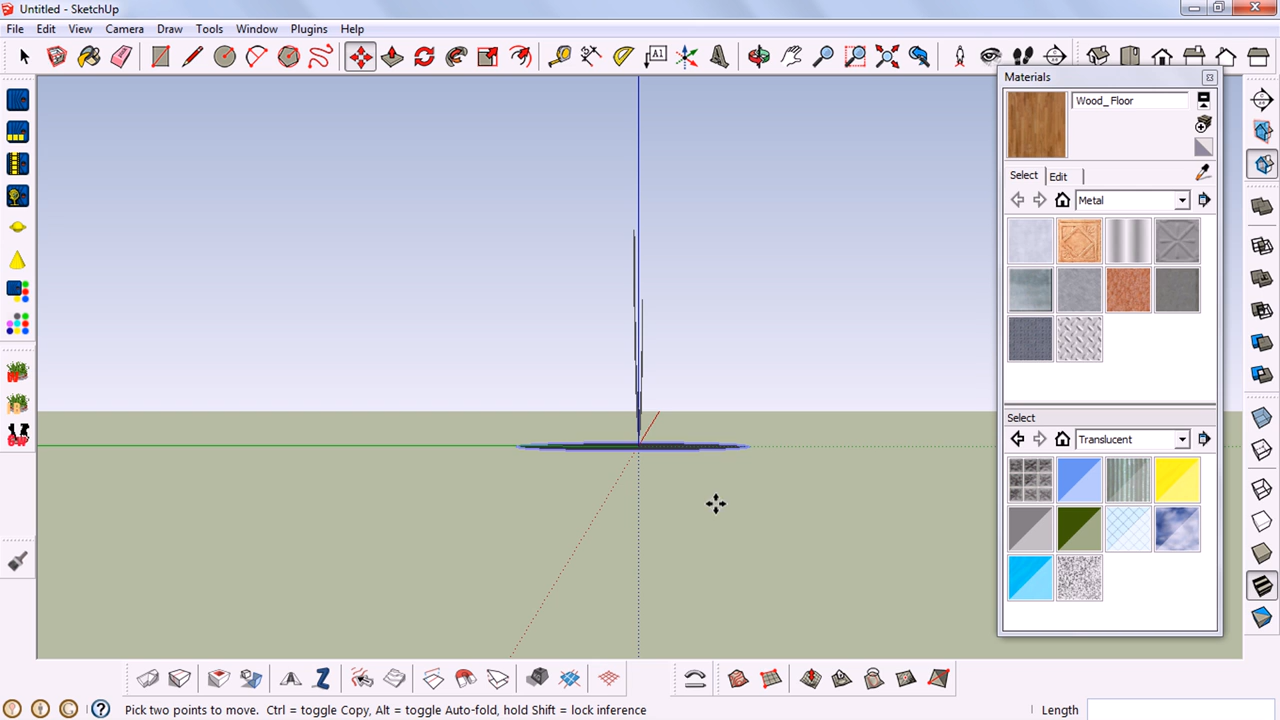 Untitled - SketchUp
File Edit View Camera Draw Tools Window Plugins Help
A1
Materials
Wood_Floor
Select Edit
Metal
Select
Translucent
Pick two points to move. Ctrl = toggle Copy, Alt = toggle Auto-fold, hold Shift = lock inference
Length